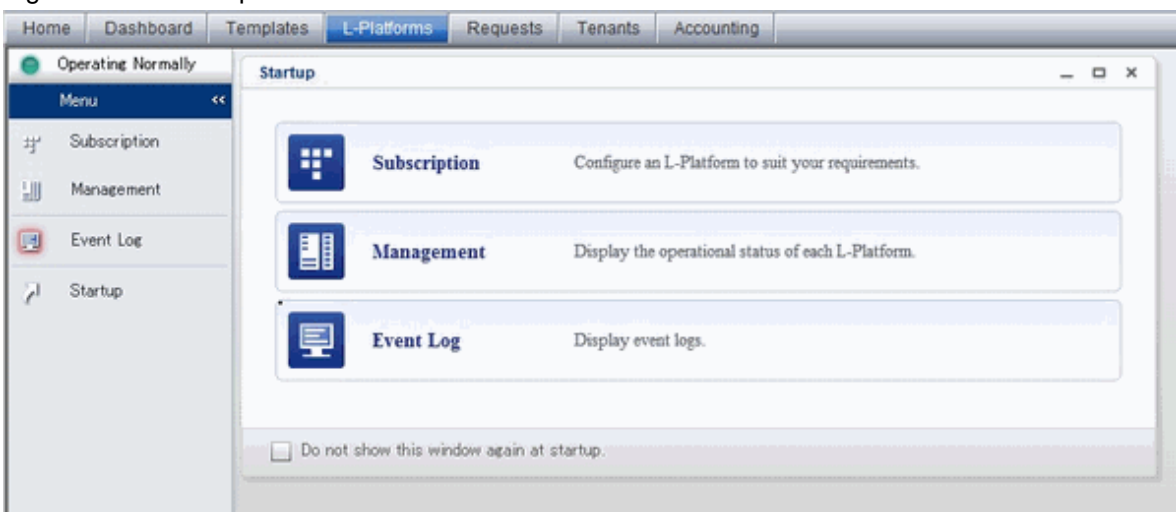 Home Dashboard Templates L-Platforms Requests Tenants Accounting
Operating Normally
Menu <<
Subscription
Management
Event Log
Startup
Startup
Subscription Configure an L-Platform to suit your requirements.
Management Display the operational status of each L-Platform.
Event Log Display event logs.
Do not show this window again at startup.